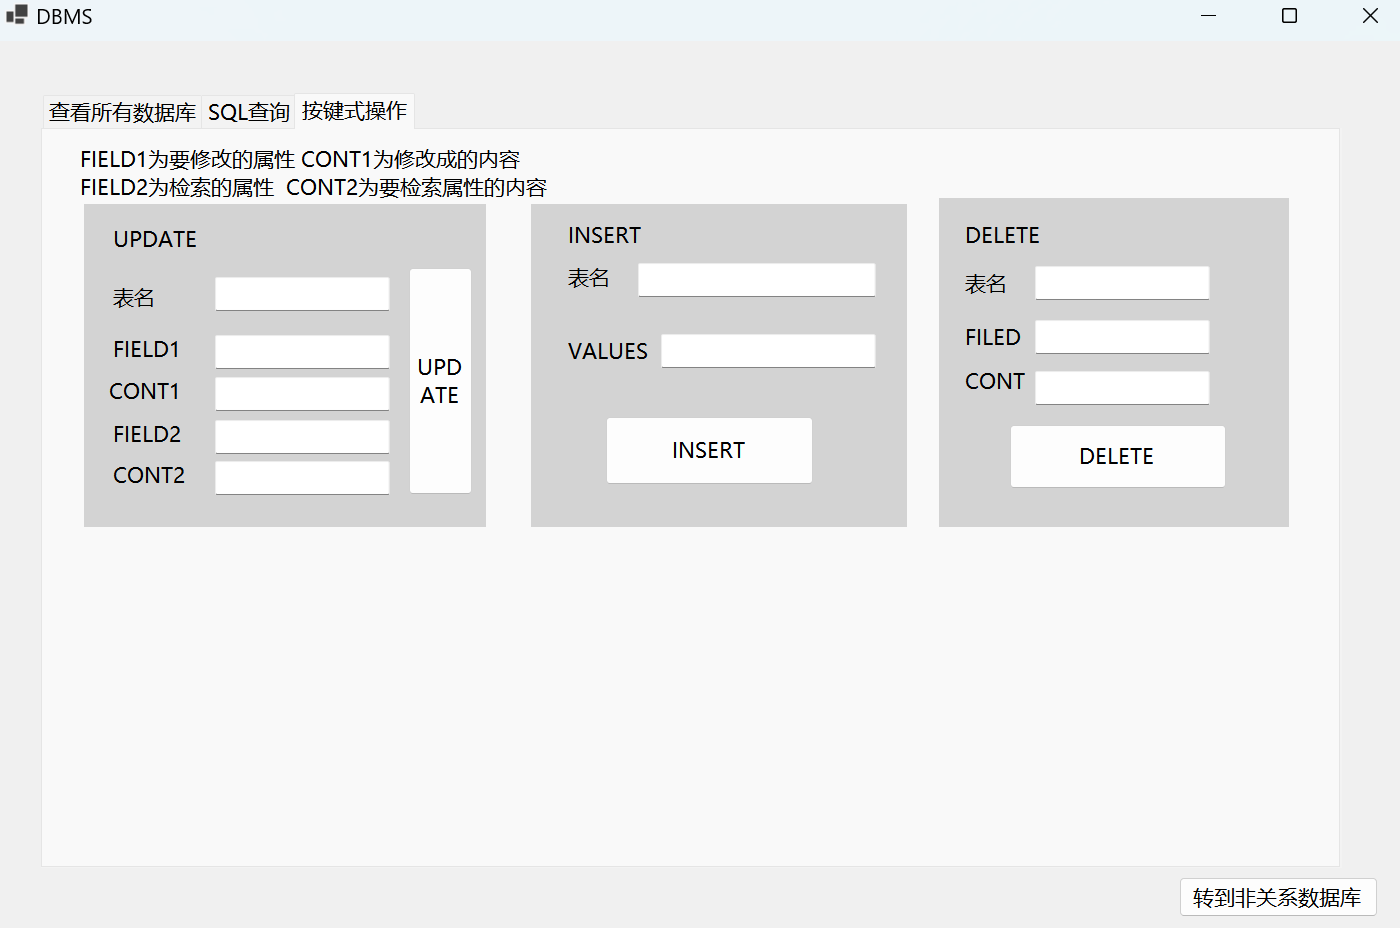 DBMS
查看所有数据库 SQL查询 按键式操作
FIELD1为要修改的属性 CONT1为修改成的内容
FIELD2为检索的属性  CONT2为要检索属性的内容
UPDATE
表名
FIELD1
CONT1
FIELD2
CONT2
UPD
ATE
INSERT
表名
VALUES
INSERT
DELETE
表名
FILED
CONT
DELETE
转到非关系数据库